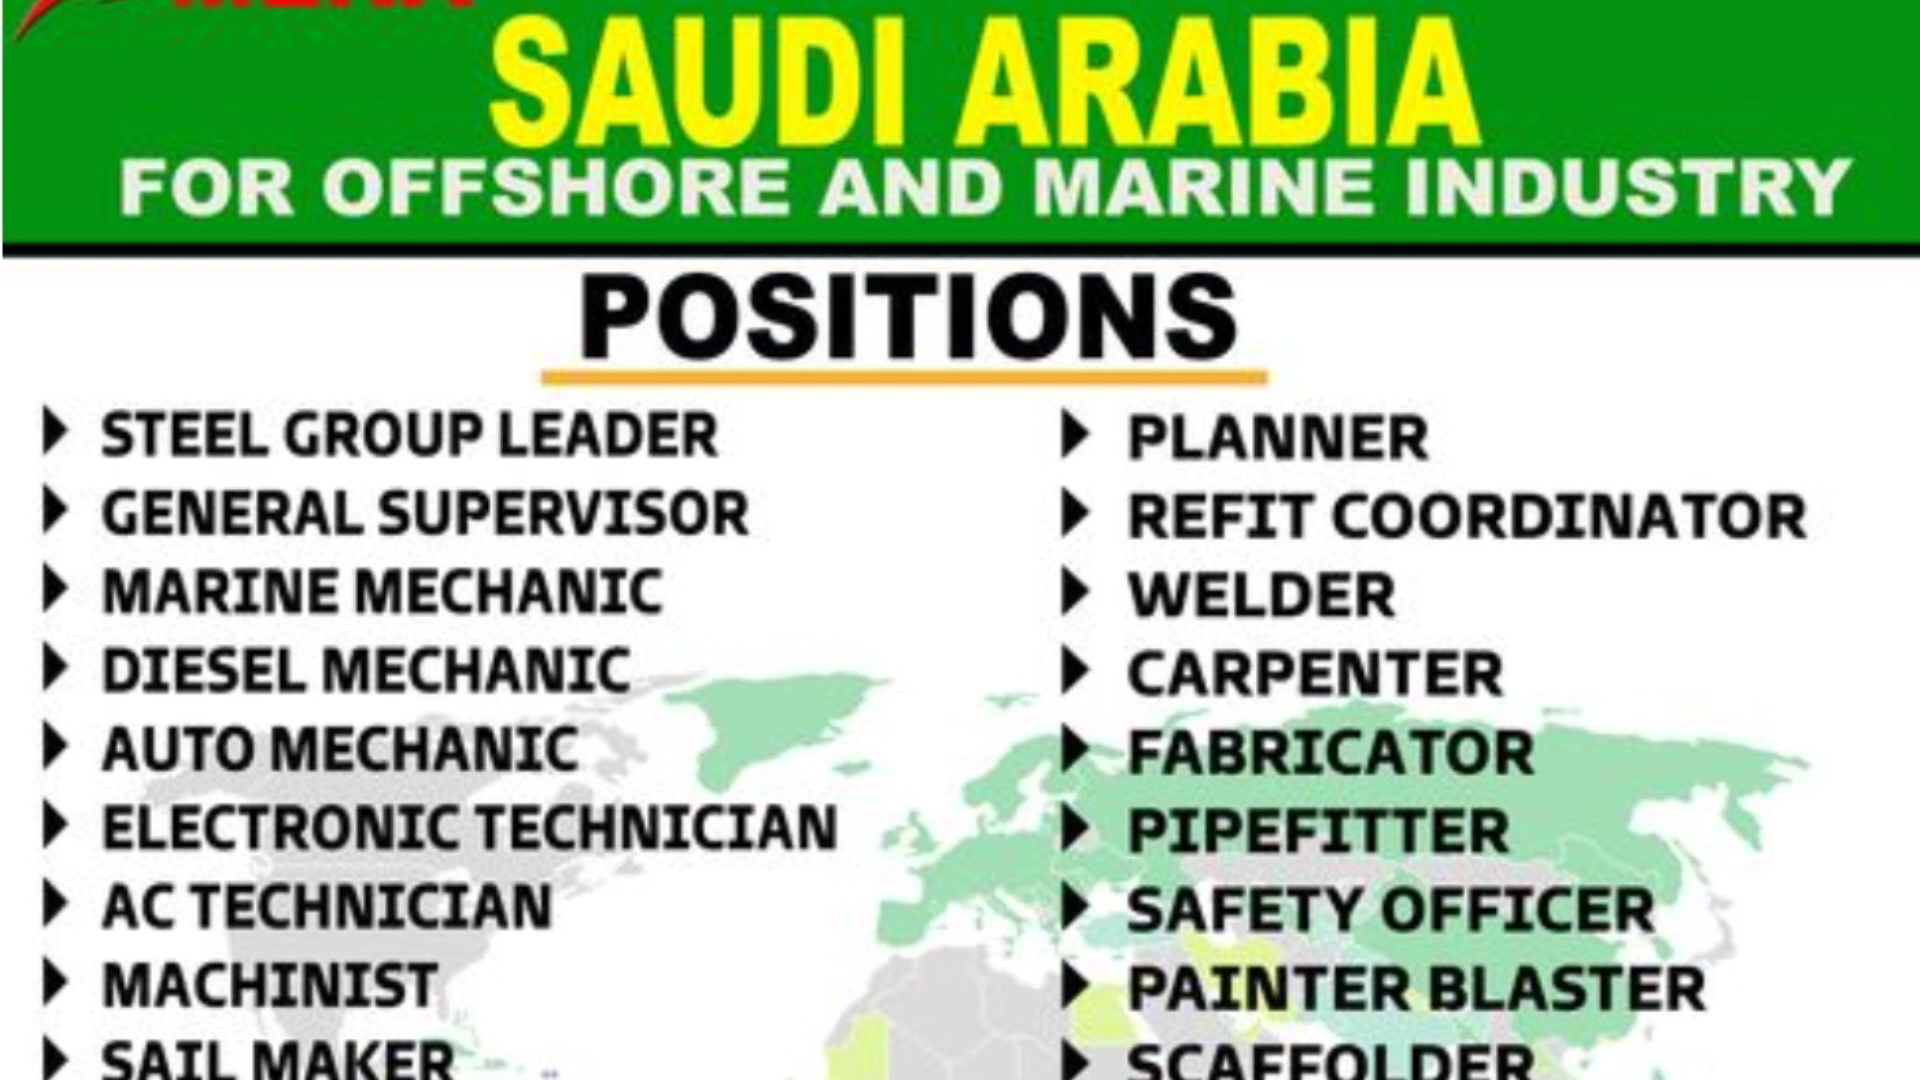 SAUDI ARABIA
FOR OFFSHORE AND MARINE INDUSTRY
POSITIONS
STEEL GROUP LEADER
GENERAL SUPERVISOR
MARINE MECHANIC
DIESEL MECHANIC
AUTO MECHANIC
ELECTRONIC TECHNICIAN
AC TECHNICIAN
MACHINIST
SAIL MAKER
PLANNER
REFIT COORDINATOR
WELDER
CARPENTER
FABRICATOR
PIPEFITTER
SAFETY OFFICER
PAINTER BLASTER
SCAFFOLDER